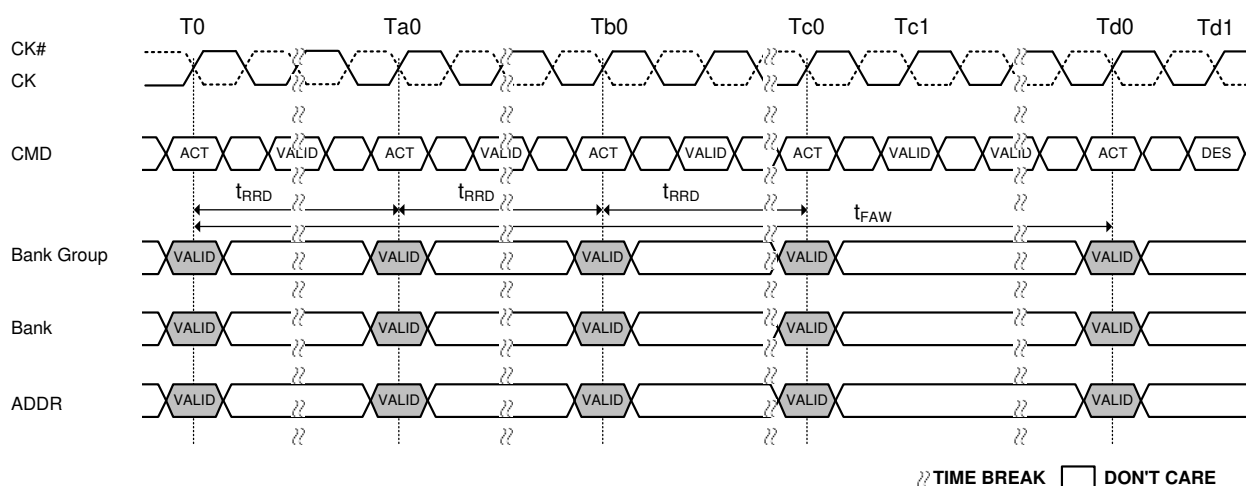 T0 Ta0 Tb0 Tc0 Tc1 Td0 Td1
CK#
CK
CMD ACT VALID ACT VALID ACT VALID ACT VALID VALID ACT DES
tRRD tRRD tRRD
tFAW
Bank Group VALID VALID VALID VALID VALID
Bank VALID VALID VALID VALID VALID
ADDR VALID VALID VALID VALID VALID
TIME BREAK DON'T CARE